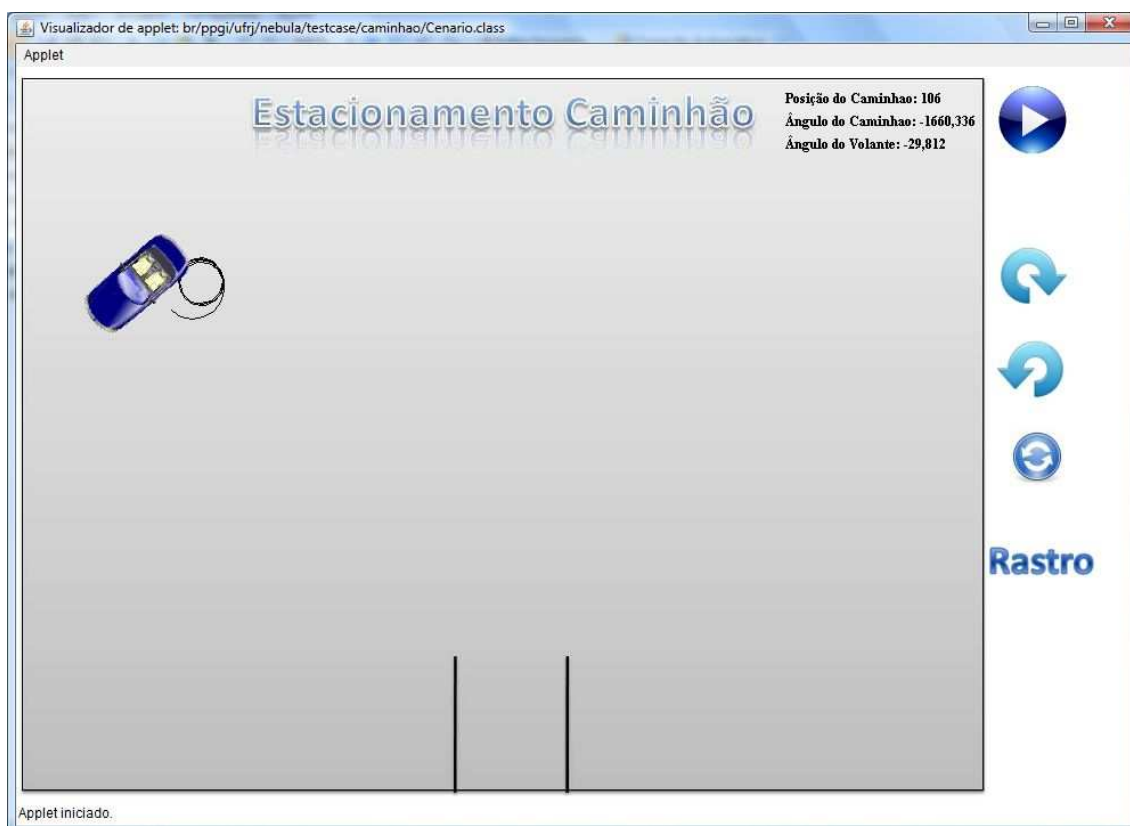 Visualizador de applet: br/ppgi/ufrj/nebula/testcase/caminhao/Cenario.class
Applet
Estacionamento Caminhão
Posição do Caminhao: 106
Ângulo do Caminhao: -1660,336
Ângulo do Volante: -29,812
Rastro
Applet iniciado.